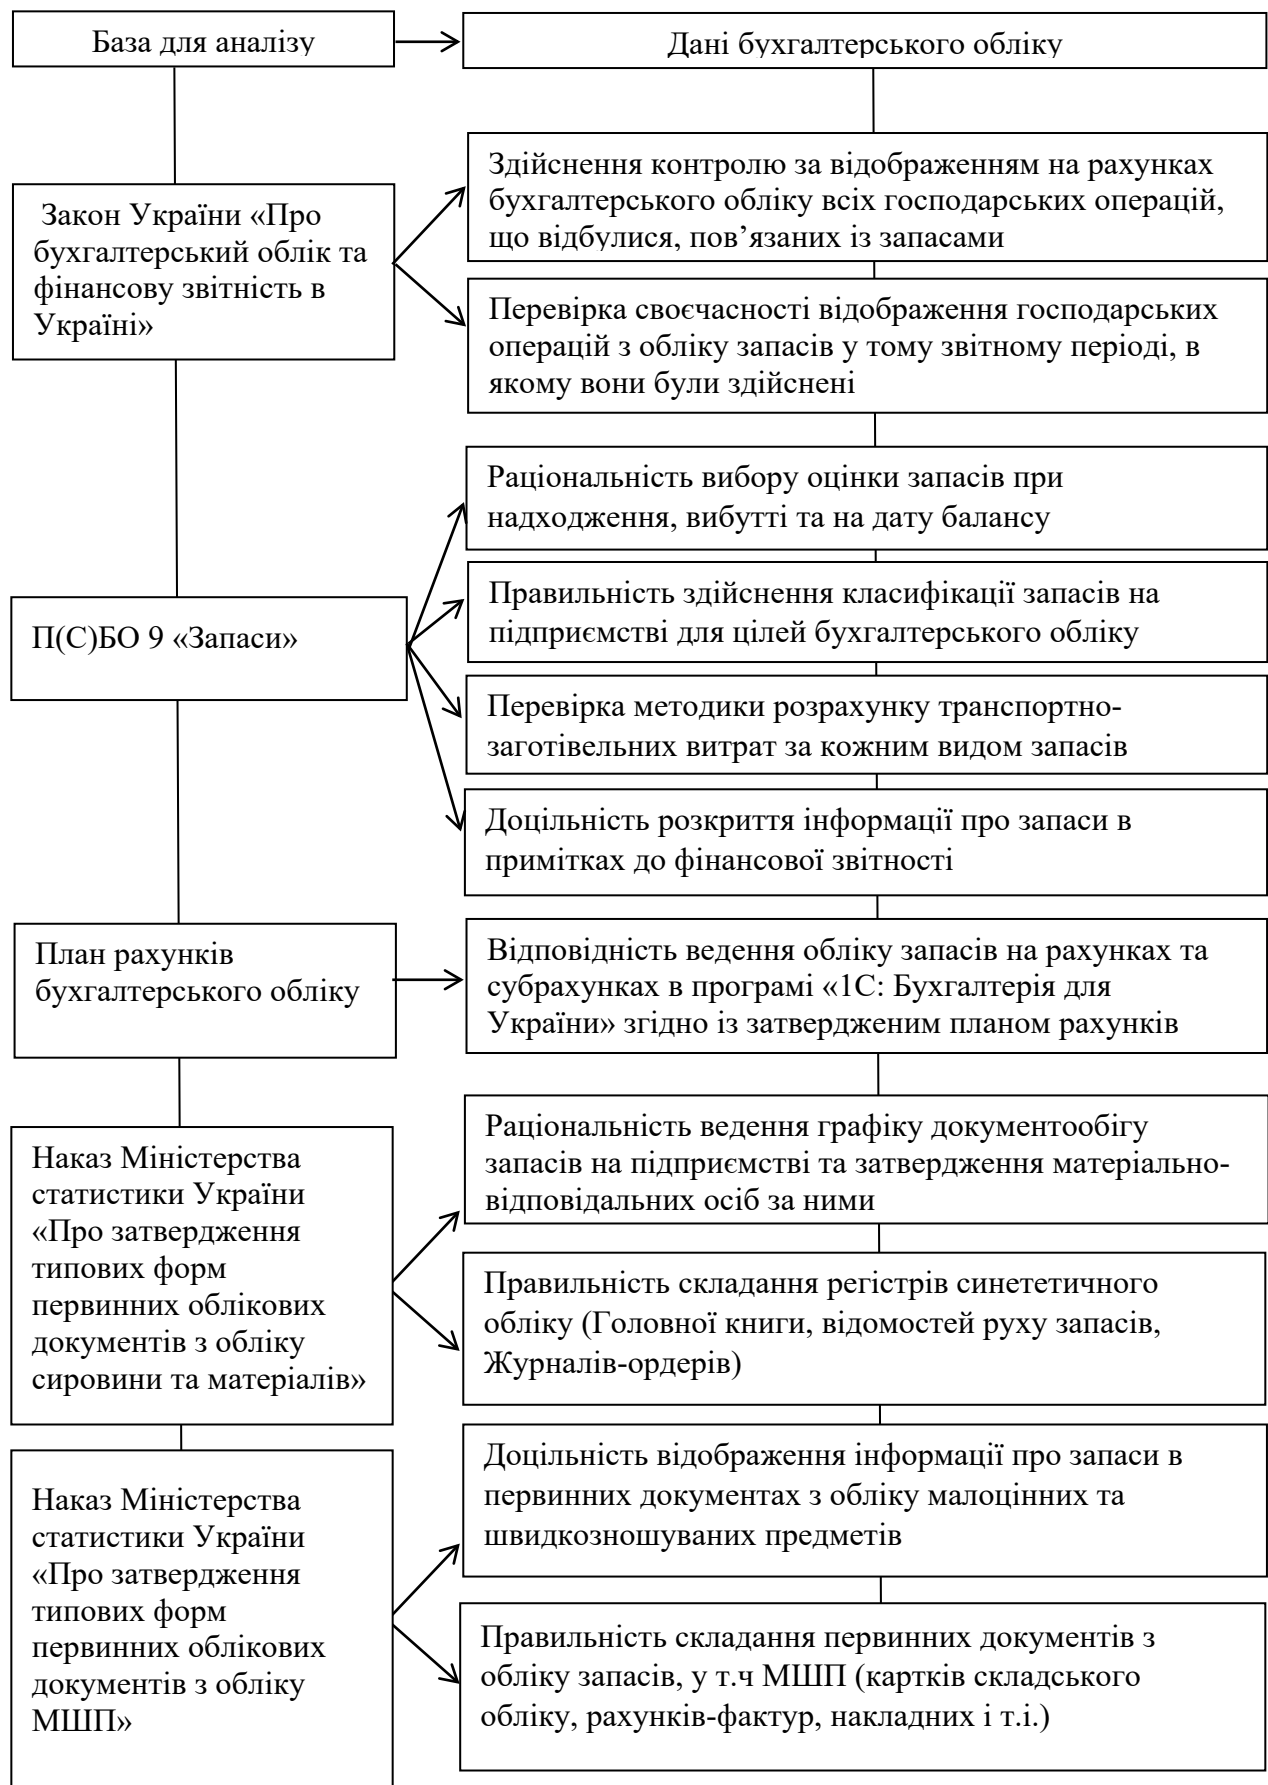 База для аналізу
Дані бухгалтерського обліку
Закон України «Про
бухгалтерський облік та
фінансову звітність в
Україні»
Здійснення контролю за відображенням на рахунках
бухгалтерського обліку всіх господарських операцій,
що відбулися, пов’язаних із запасами
Перевірка своєчасності відображення господарських
операцій з обліку запасів у тому звітному періоді, в
якому вони були здійснені
П(С)БО 9 «Запаси»
Раціональність вибору оцінки запасів при
надходження, вибутті та на дату балансу
Правильність здійснення класифікації запасів на
підприємстві для цілей бухгалтерського обліку
Перевірка методики розрахунку транспортно-
заготівельних витрат за кожним видом запасів
Доцільність розкриття інформації про запаси в
примітках до фінансової звітності
План рахунків
бухгалтерського обліку
Відповідність ведення обліку запасів на рахунках та
субрахунках в програмі «1С: Бухгалтерія для
України» згідно із затвердженим планом рахунків
Наказ Міністерства
статистики України
«Про затвердження
типових форм
первинних облікових
документів з обліку
сировини та матеріалів»
Раціональність ведення графіку документообігу
запасів на підприємстві та затвердження матеріально-
відповідальних осіб за ними
Правильність складання регістрів синетитичного
обліку (Головної книги, відомостей руху запасів,
Журналів-ордерів)
Наказ Міністерства
статистики України
«Про затвердження
типових форм
первинних облікових
документів з обліку
МШП»
Доцільність відображення інформації про запаси в
первинних документах з обліку малоцінних та
швидкозношуваних предметів
Правильність складання первинних документів з
обліку запасів, у т.ч МШП (картків складського
обліку, рахунків-фактур, накладних і т.і.)